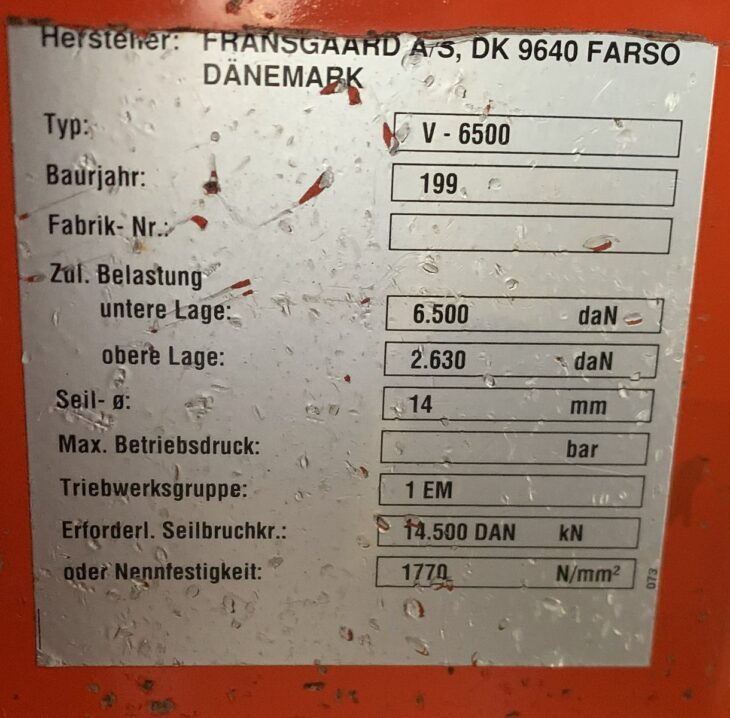 Hersteller: FRANSGAARD A/S, DK 9640 FARSO
DÄNEMARK
Typ: V - 6500
Baurjahr: 199
Fabrik- Nr.:
Zul. Belastung
untere Lage: 6.500 daN
obere Lage: 2.630 daN
Seil- ø: 14 mm
Max. Betriebsdruck: bar
Triebwerksgruppe: 1 EM
Erforderl. Seilbruchkr.: 14.500 DAN kN
oder Nennfestigkeit: 1770 N/mm²
073